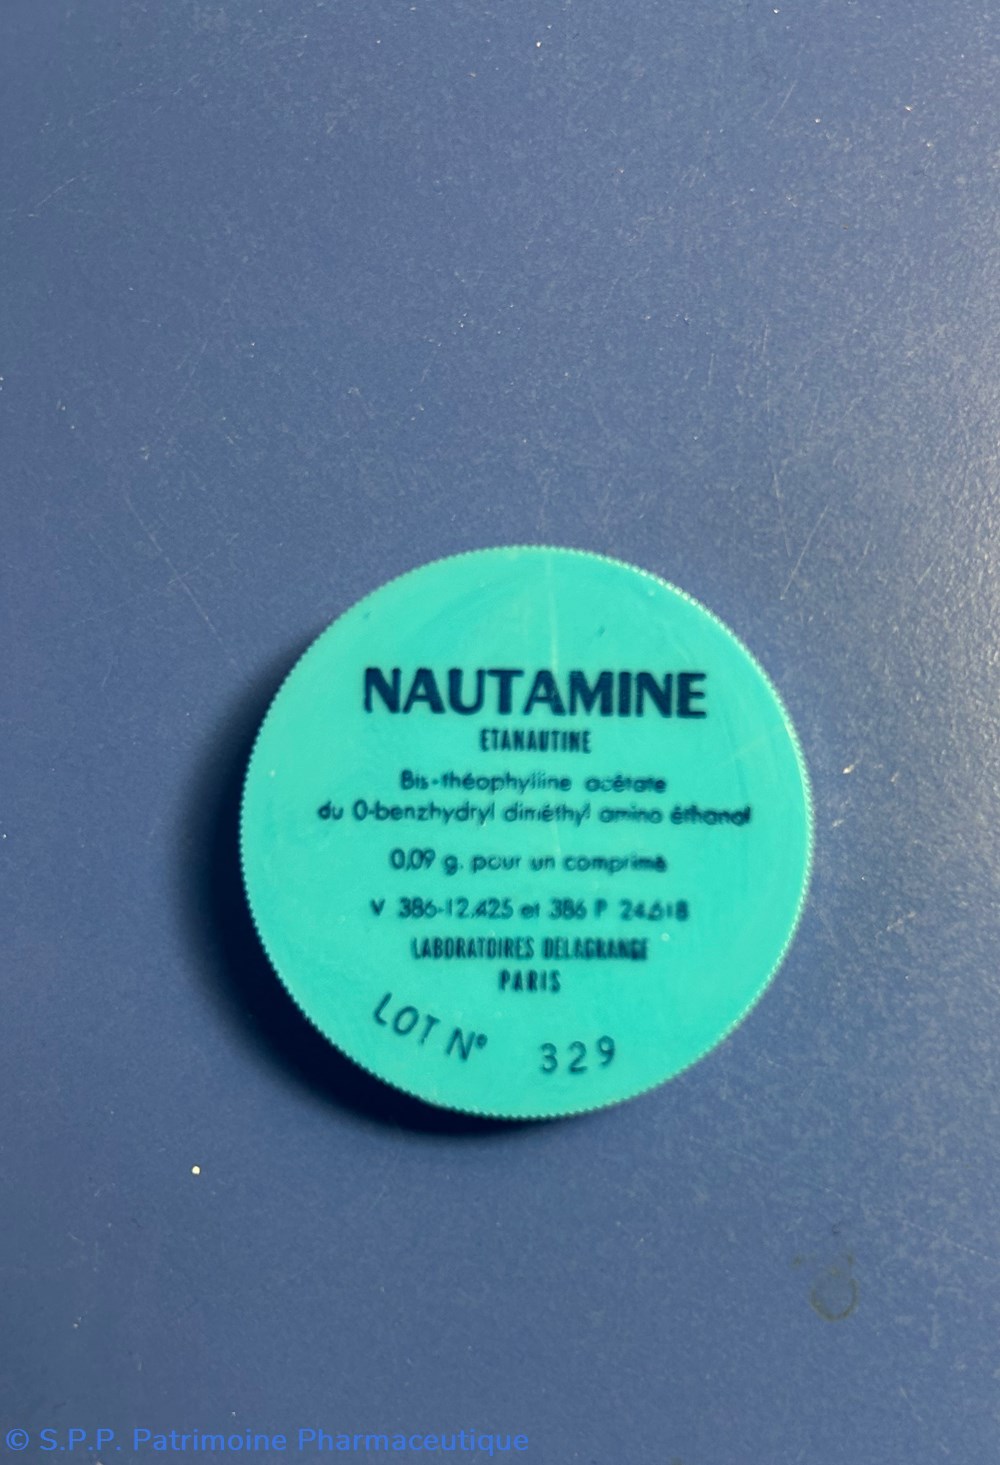 NAUTAMINE
ETANAUTINE
Bis-théophylline acétate
du O-benzhydryl diméthyl amino éthanol
0,09 g. pour un comprimé
V 386-12.425 et 386 P 24.618
LABORATOIRES DELAGRANGE
PARIS
LOT N° 329
© S.P.P. Patrimoine Pharmaceutique